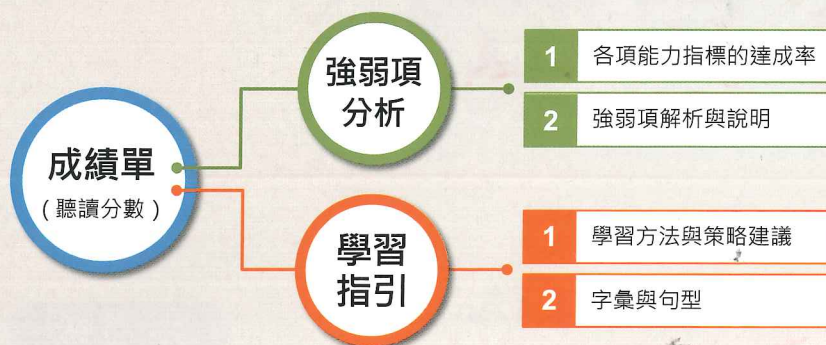 成績單
(聽讀分數)
強弱項
分析
1 各項能力指標的達成率
2 強弱項解析與說明
學習
指引
1 學習方法與策略建議
2 字彙與句型